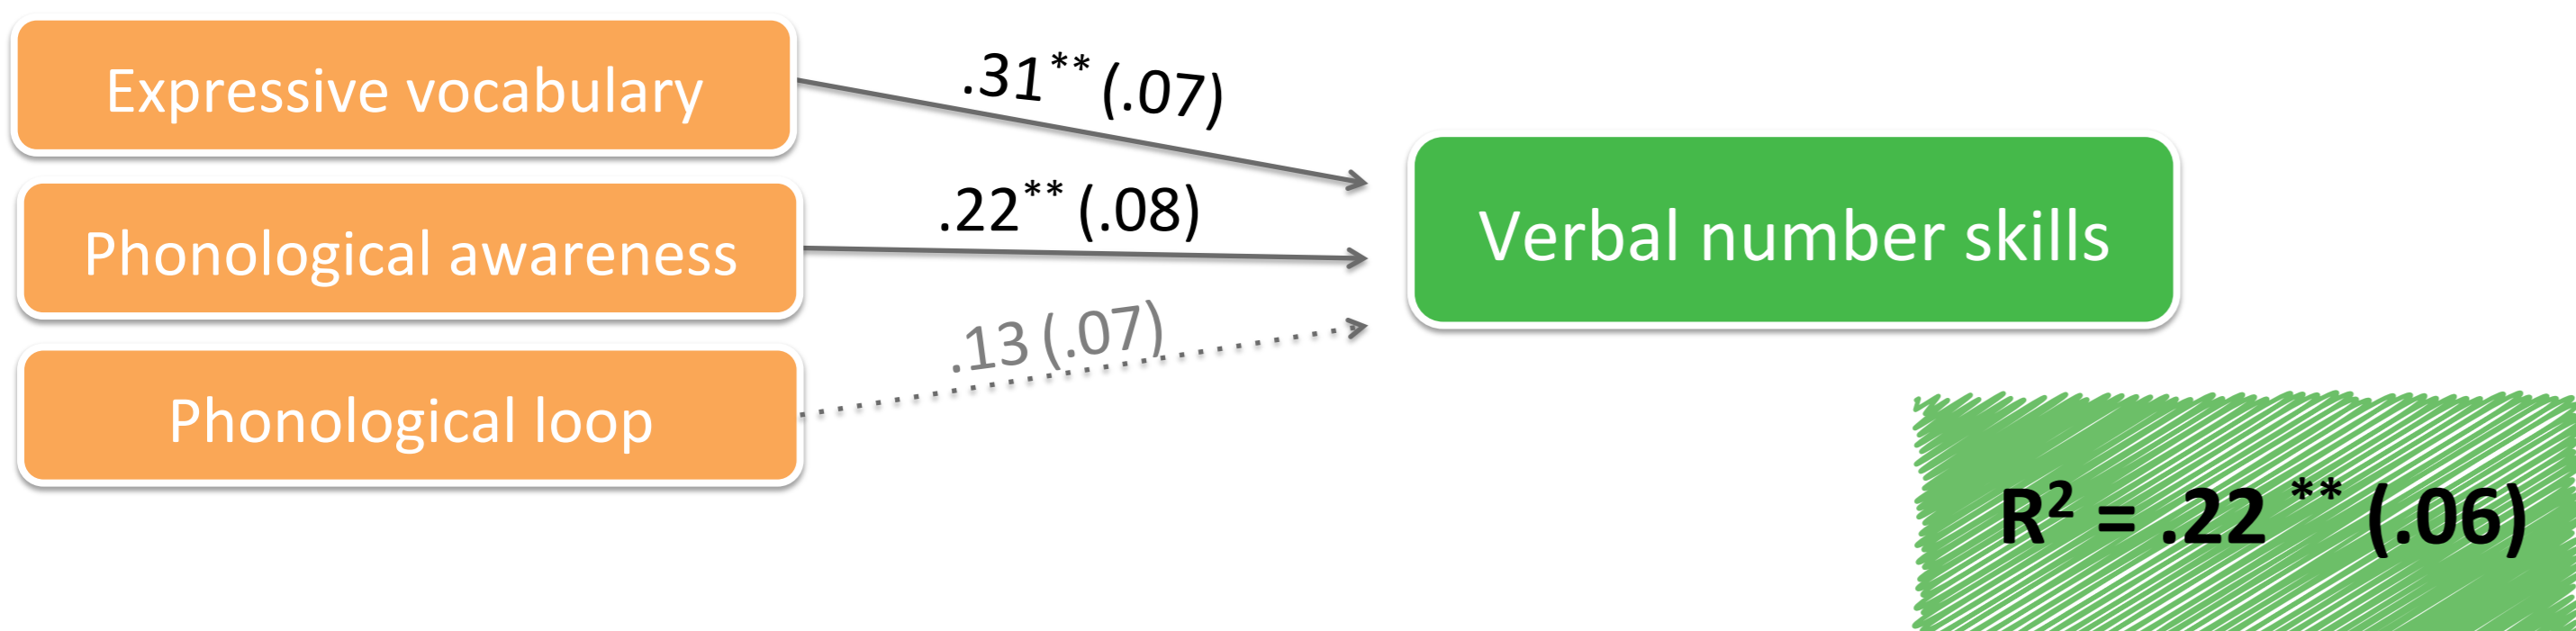 Expressive vocabulary
.31** (.07)
Phonological awareness
.22** (.08)
Verbal number skills
Phonological loop
.13 (.07)
R² = .22 ** (.06)